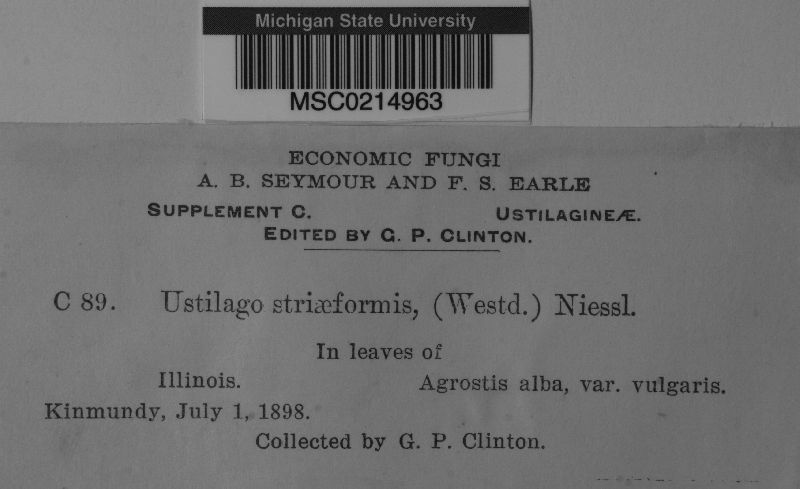 Michigan State University
MSC0214963
ECONOMIC FUNGI
A. B. SEYMOUR AND F. S. EARLE
SUPPLEMENT C. USTILAGINEÆ.
EDITED BY G. P. CLINTON.
C 89. Ustilago striæformis, (Westd.) Niessl.
In leaves of
Illinois. Agrostis alba, var. vulgaris.
Kinmundy, July 1, 1898.
Collected by G. P. Clinton.